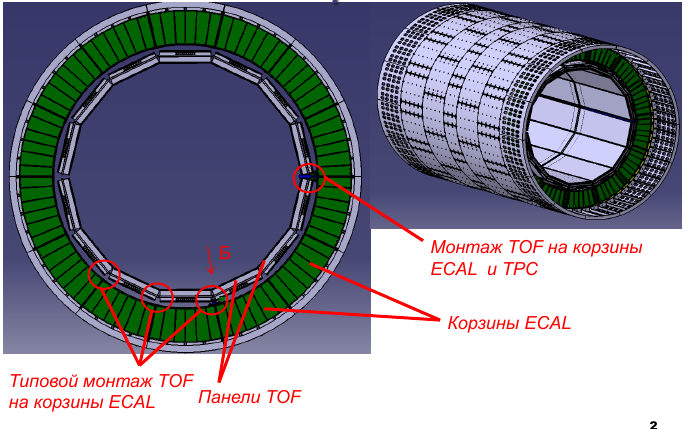 Б
Монтаж TOF на корзины
ECAL и TPC
Корзины ECAL
Типовой монтаж TOF
на корзины ECAL
Панели TOF
2